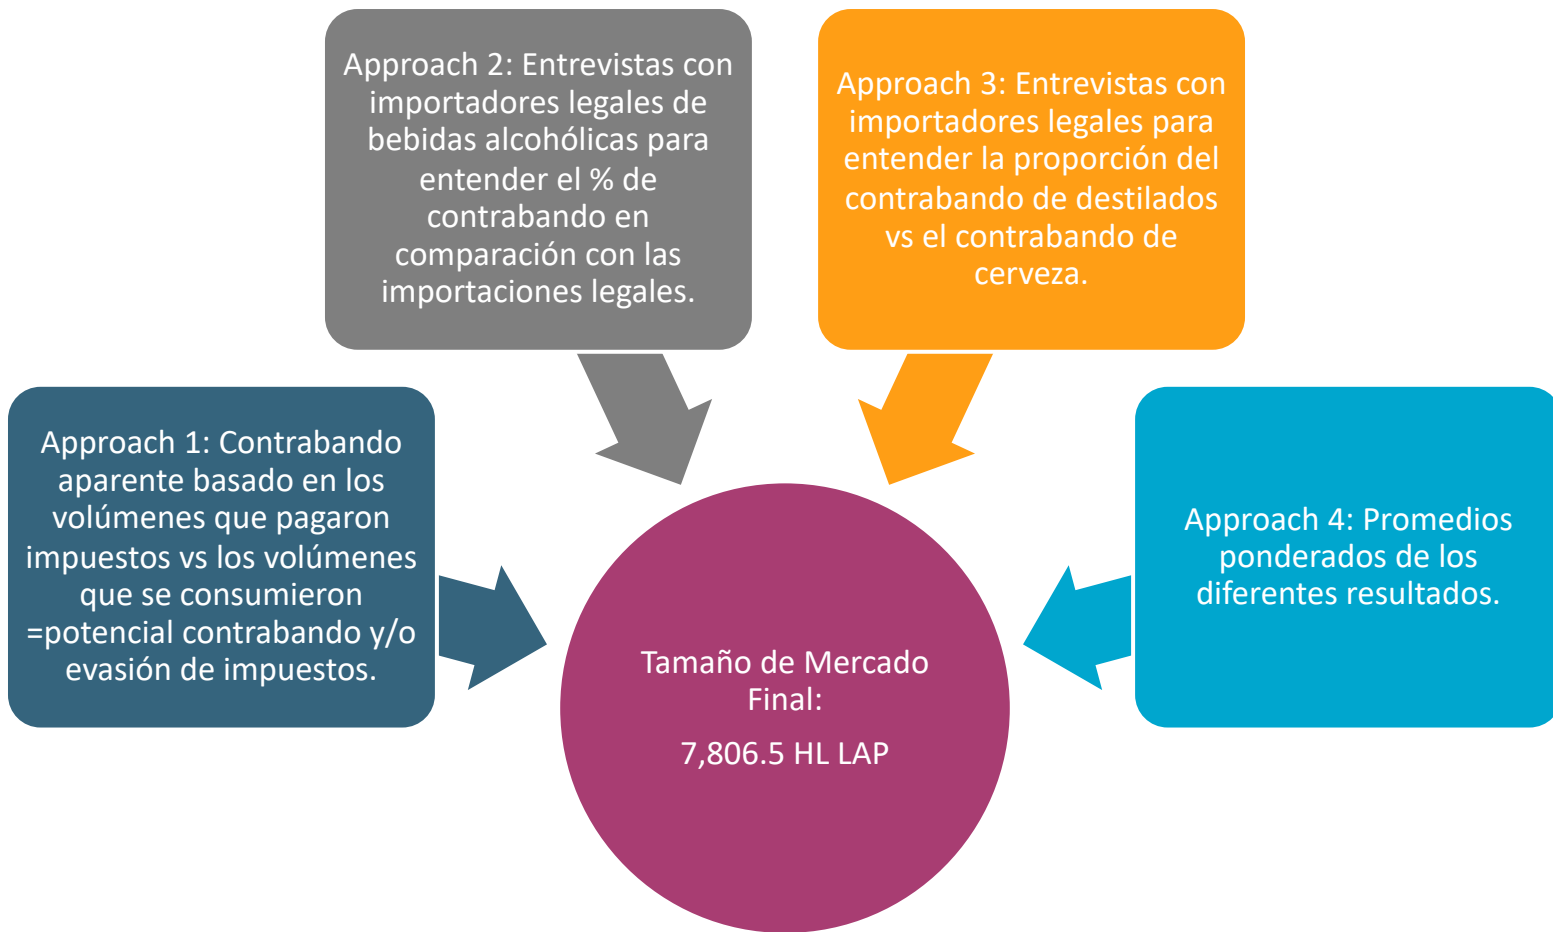 Approach 1: Contrabando
aparente basado en los
volúmenes que pagaron
impuestos vs los volúmenes
que se consumieron
=potencial contrabando y/o
evasión de impuestos.
Approach 2: Entrevistas con
importadores legales de
bebidas alcohólicas para
entender el % de
contrabando en
comparación con las
importaciones legales.
Approach 3: Entrevistas con
importadores legales para
entender la proporción del
contrabando de destilados
vs el contrabando de
cerveza.
Approach 4: Promedios
ponderados de los
diferentes resultados.
Tamaño de Mercado
Final:
7,806.5 HL LAP